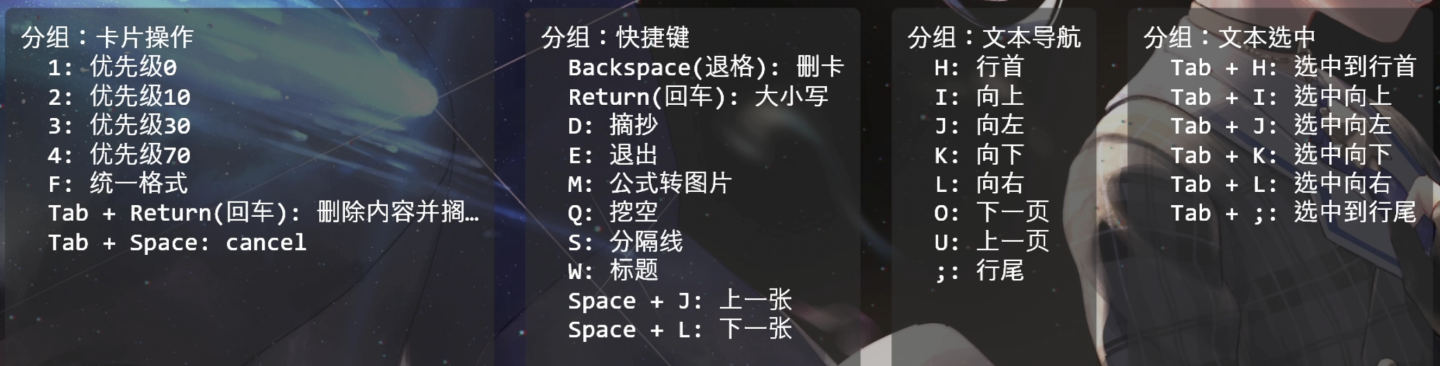 分组：卡片操作
1: 优先级0
2: 优先级10
3: 优先级30
4: 优先级70
F: 统一格式
Tab + Return(回车): 删除内容并搁…
Tab + Space: cancel
分组：快捷键
Backspace(退格): 删卡
Return(回车): 大小写
D: 摘抄
E: 退出
M: 公式转图片
Q: 挖空
S: 分隔线
W: 标题
Space + J: 上一张
Space + L: 下一张
分组：文本导航
H: 行首
I: 向上
J: 向左
K: 向下
L: 向右
O: 下一页
U: 上一页
;: 行尾
分组：文本选中
Tab + H: 选中到行首
Tab + I: 选中向上
Tab + J: 选中向左
Tab + K: 选中向下
Tab + L: 选中向右
Tab + ;: 选中到行尾